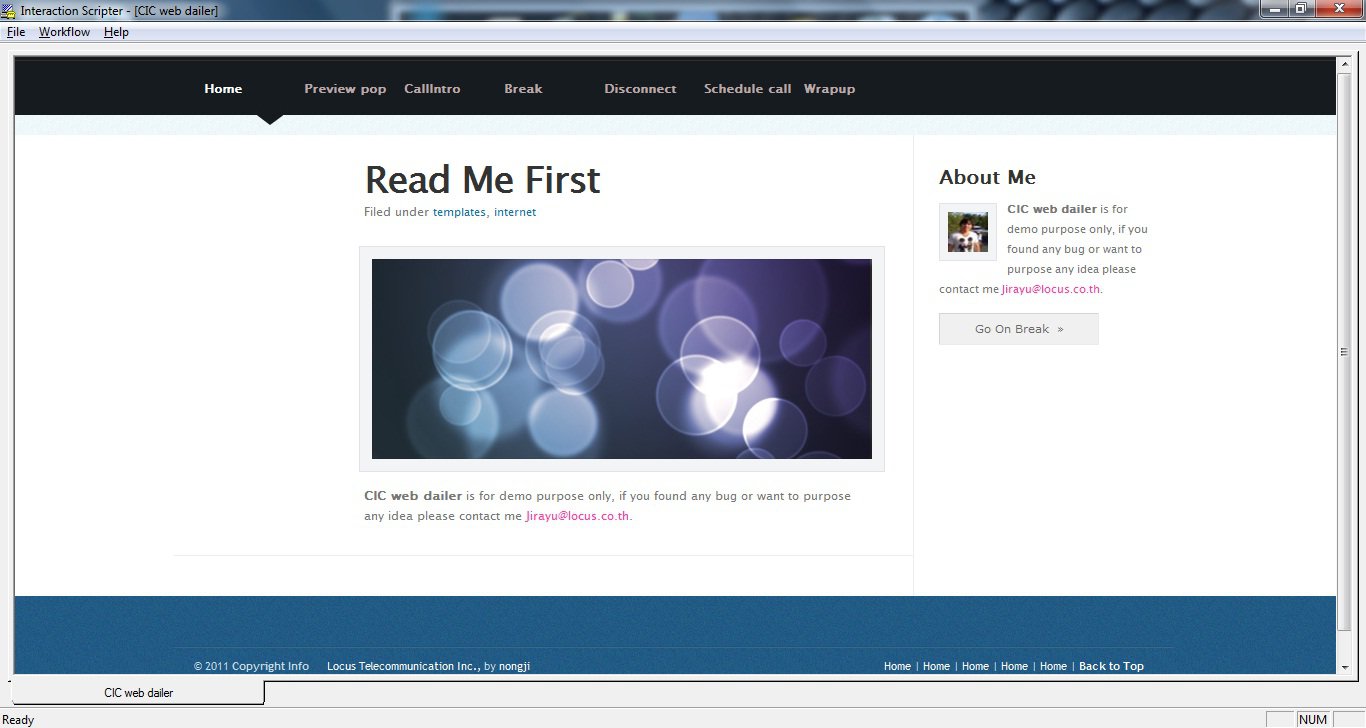 Interaction Scripter - [CIC web dailer]
File Workflow Help
Home Preview pop CallIntro Break Disconnect Schedule call Wrapup
Read Me First
Filed under templates, internet
CIC web dailer is for demo purpose only, if you found any bug or want to purpose
any idea please contact me Jirayu@locus.co.th.
About Me
CIC web dailer is for
demo purpose only, if you
found any bug or want to
purpose any idea please
contact me Jirayu@locus.co.th.
Go On Break »
© 2011 Copyright Info Locus Telecommunication Inc., by nongji
Home | Home | Home | Home | Home | Back to Top
CIC web dailer
Ready
NUM